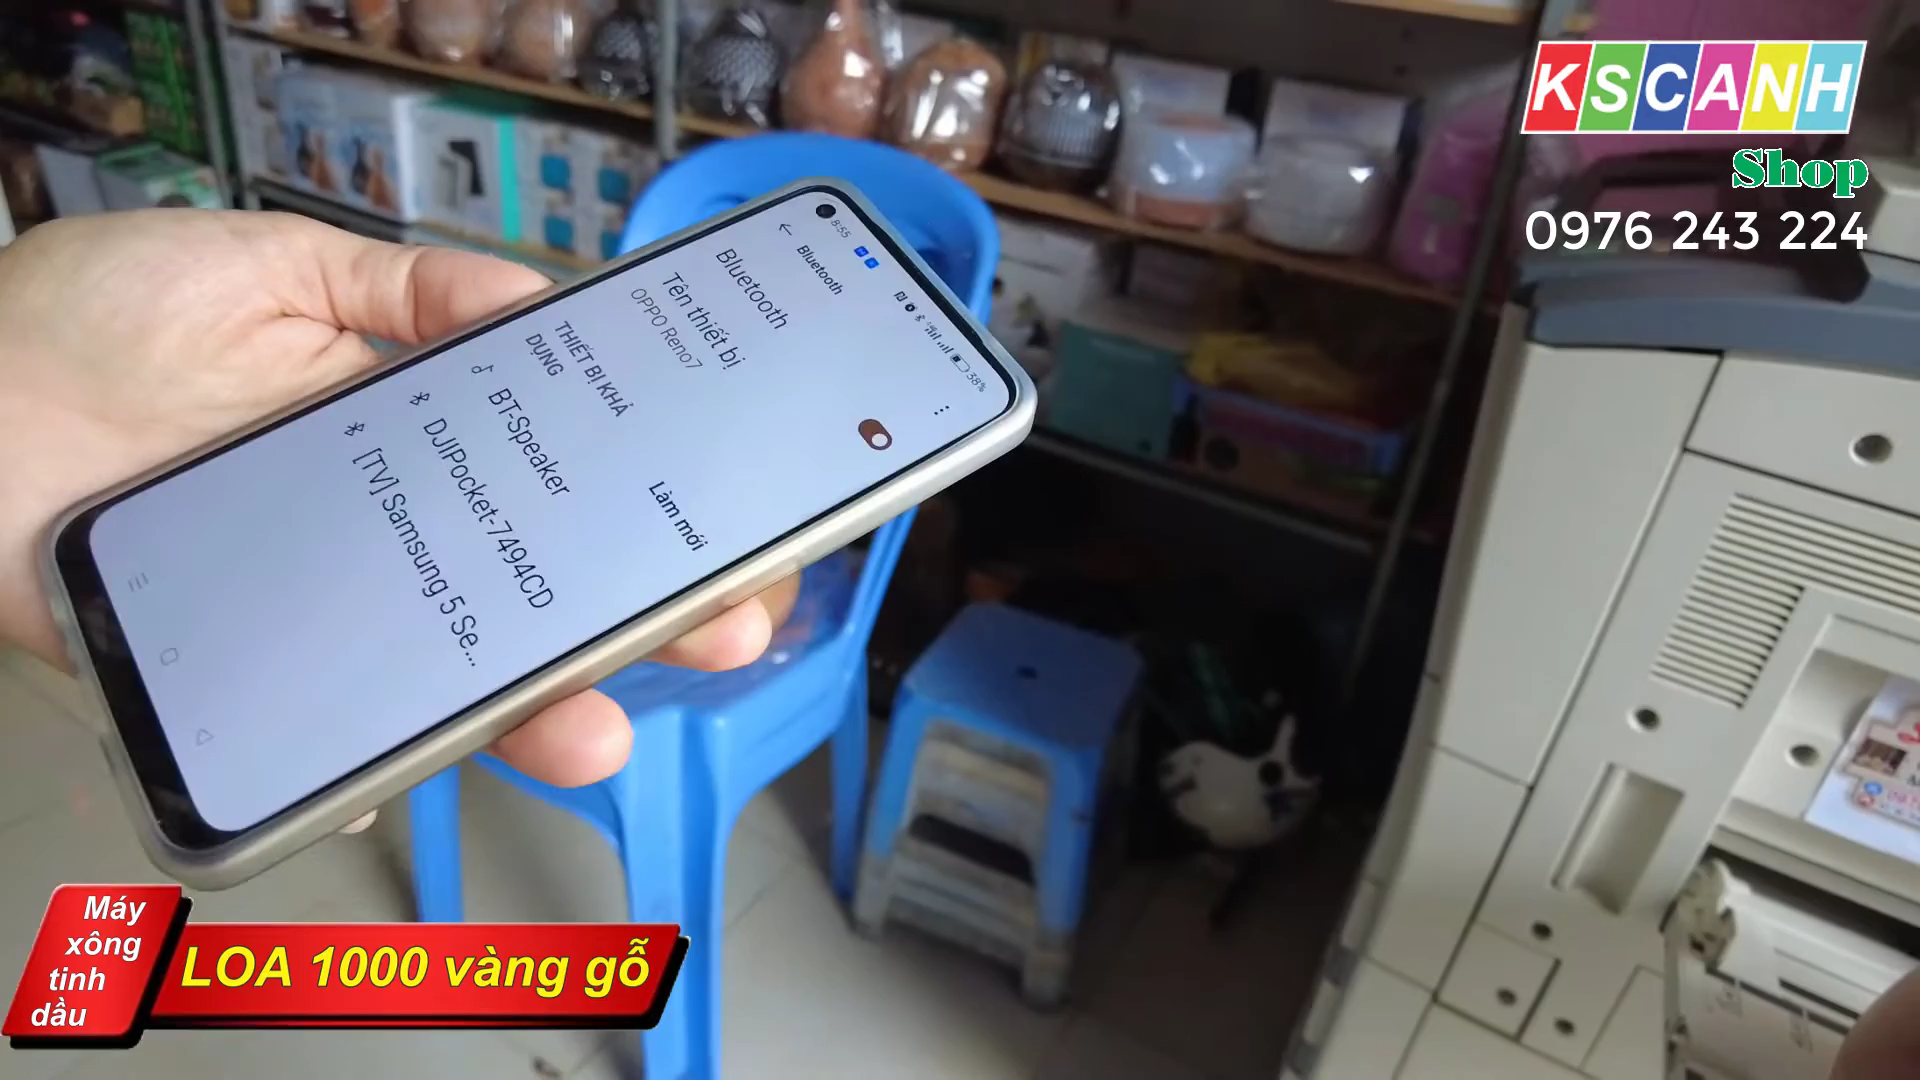 KSCANH
Shop
0976 243 224
8:55
38%
Bluetooth
Bluetooth
Tên thiết bị
OPPO Reno7
THIẾT BỊ KHẢ
DỤNG
Làm mới
BT-Speaker
DJIPocket-7494CD
[TV] Samsung 5 Se...
Máy
xông
tinh
dầu
LOA 1000 vàng gỗ